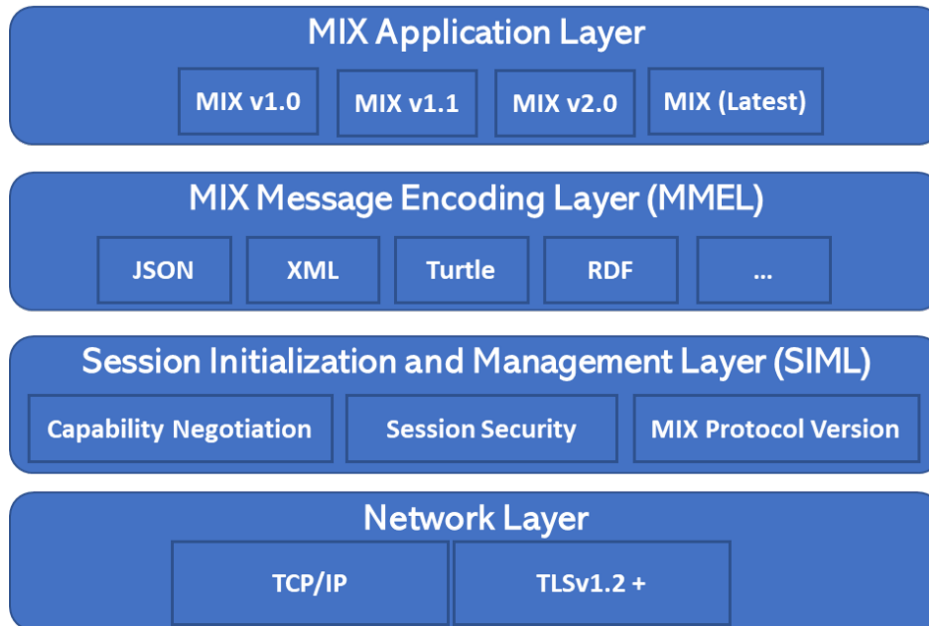 MIX Application Layer
MIX v1.0 MIX v1.1 MIX v2.0 MIX (Latest)
MIX Message Encoding Layer (MMEL)
JSON XML Turtle RDF ...
Session Initialization and Management Layer (SIML)
Capability Negotiation Session Security MIX Protocol Version
Network Layer
TCP/IP TLSv1.2 +